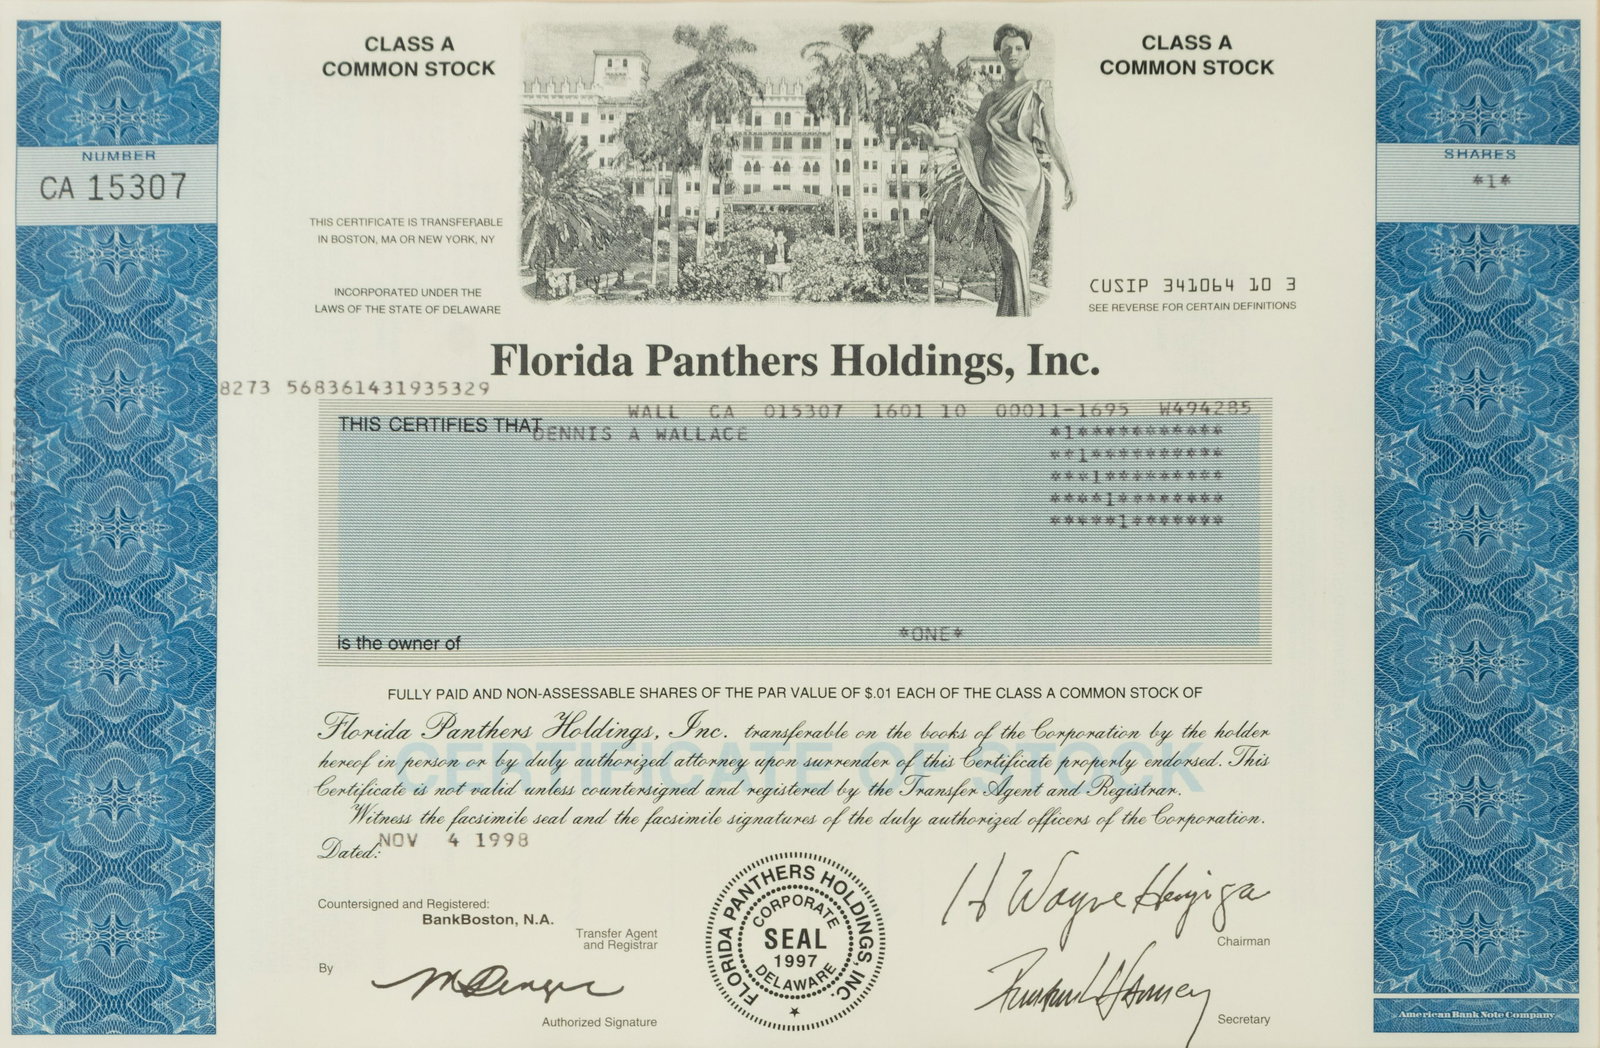 CLASS A
COMMON STOCK
CLASS A
COMMON STOCK
NUMBER
CA 15307
SHARES
*1*
THIS CERTIFICATE IS TRANSFERABLE
IN BOSTON, MA OR NEW YORK, NY
INCORPORATED UNDER THE
LAWS OF THE STATE OF DELAWARE
CUSIP 341064 10 3
SEE REVERSE FOR CERTAIN DEFINITIONS
Florida Panthers Holdings, Inc.
8273 568361431935329
WALL CA 015307 1601 10 00011-1695 W494285
THIS CERTIFIES THAT DENNIS A WALLACE
*1***********
**1**********
***1*********
****1********
*****1*******
is the owner of *ONE*
FULLY PAID AND NON-ASSESSABLE SHARES OF THE PAR VALUE OF $.01 EACH OF THE CLASS A COMMON STOCK OF
Florida Panthers Holdings, Inc. transferable on the books of the Corporation by the holder
hereof in person or by duly authorized attorney upon surrender of this Certificate properly endorsed. This
CERTIFICATE OF STOCK
Certificate is not valid unless countersigned and registered by the Transfer Agent and Registrar.
Witness the facsimile seal and the facsimile signatures of the duly authorized officers of the Corporation.
Dated: NOV 4 1998
Countersigned and Registered:
BankBoston, N.A.
Transfer Agent
and Registrar
By
Authorized Signature
FLORIDA PANTHERS HOLDINGS, INC.
CORPORATE
SEAL
1997
DELAWARE
H Wayne Huizenga
Chairman
Secretary
American Bank Note Company